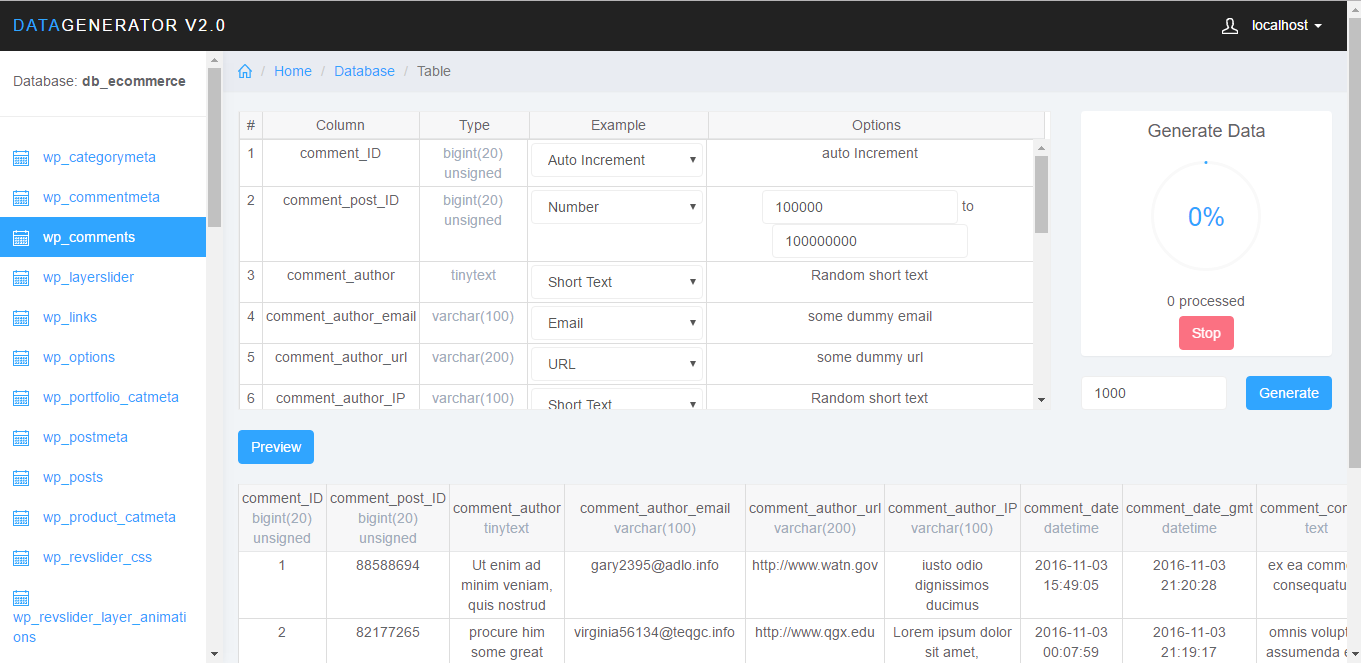 DATAGENERATOR V2.0
localhost
Database: db_ecommerce
wp_categorymeta
wp_commentmeta
wp_comments
wp_layerslider
wp_links
wp_options
wp_portfolio_catmeta
wp_postmeta
wp_posts
wp_product_catmeta
wp_revslider_css
wp_revslider_layer_animati
ons
/ Home / Database / Table
# Column Type Example Options
1 comment_ID bigint(20) Auto Increment auto Increment
unsigned
2 comment_post_ID bigint(20) Number 100000 to
unsigned
100000000
3 comment_author tinytext Short Text Random short text
4 comment_author_email varchar(100) Email some dummy email
5 comment_author_url varchar(200) URL some dummy url
6 comment_author_IP varchar(100) Short Text Random short text
Generate Data
0%
0 processed
Stop
1000 Generate
Preview
comment_ID comment_post_ID comment_author comment_author_email comment_author_url comment_author_IP comment_date comment_date_gmt comment_cor
bigint(20) bigint(20) tinytext varchar(100) varchar(200) varchar(100) datetime datetime text
unsigned unsigned
1 88588694 Ut enim ad gary2395@adlo.info http://www.watn.gov iusto odio 2016-11-03 2016-11-03 ex ea comm
minim veniam, dignissimos 15:49:05 21:20:28 consequatu
quis nostrud ducimus
2 82177265 procure him virginia56134@teqgc.info http://www.qgx.edu Lorem ipsum dolor 2016-11-03 2016-11-03 omnis volupt
some great sit amet, 00:07:59 21:19:17 assumenda e